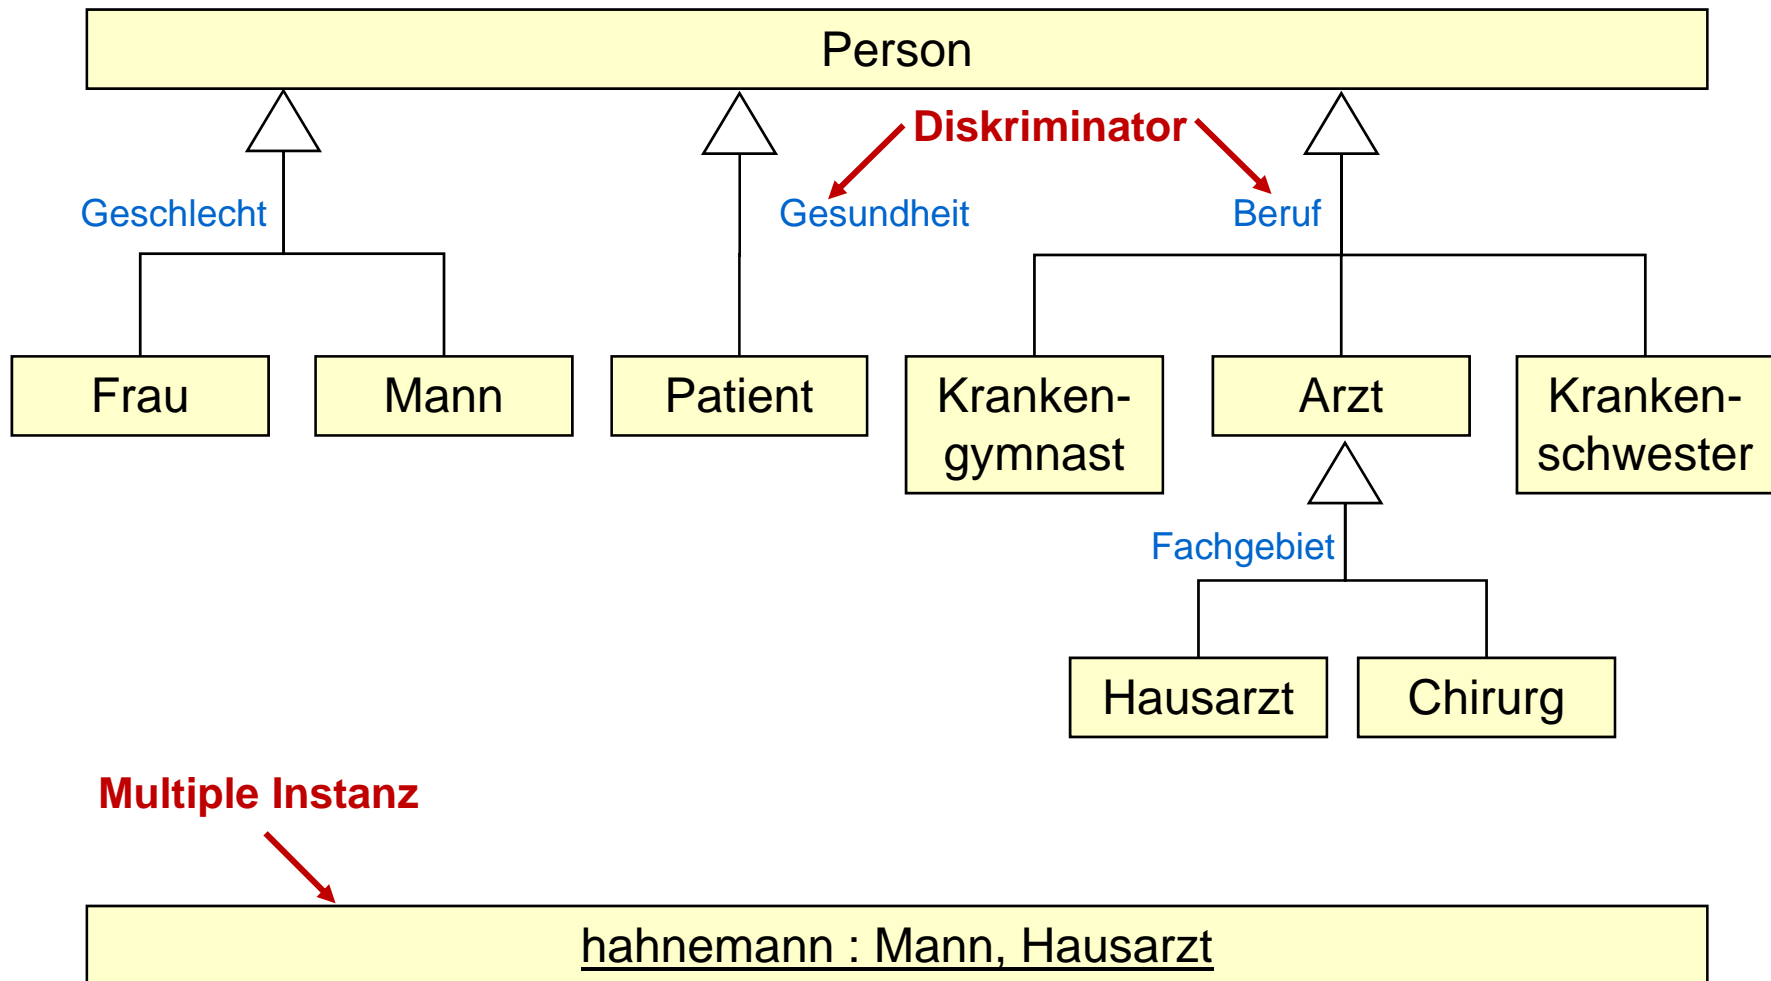 Person
Diskriminator
Geschlecht
Gesundheit
Beruf
Frau
Mann
Patient
Kranken-
gymnast
Arzt
Kranken-
schwester
Fachgebiet
Hausarzt
Chirurg
Multiple Instanz
hahnemann : Mann, Hausarzt